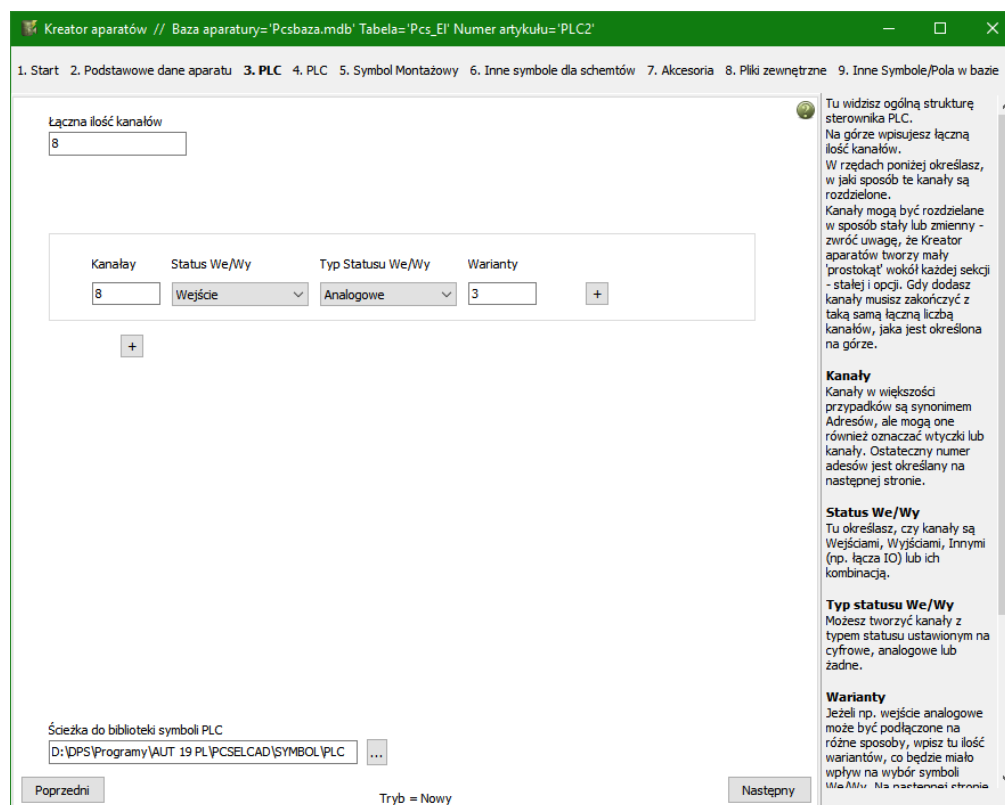 Kreator aparatów // Baza aparatury='Pcsbaza.mdb' Tabela='Pcs_El' Numer artykułu='PLC2'
1. Start 2. Podstawowe dane aparatu 3. PLC 4. PLC 5. Symbol Montażowy 6. Inne symbole dla schemtów 7. Akcesoria 8. Pliki zewnętrzne 9. Inne Symbole/Pola w bazie
Łączna ilość kanałów
8
Kanałay Status We/Wy Typ Statusu We/Wy Warianty
8 Wejście Analogowe 3 +
+
Ścieżka do biblioteki symboli PLC
D:\DPS\Programy\AUT 19 PL\PCSELCAD\SYMBOL\PLC ...
Poprzedni
Tryb = Nowy
Następny
Tu widzisz ogólną strukturę
sterownika PLC.
Na górze wpisujesz łączną
ilość kanałów.
W rzędach poniżej określasz,
w jaki sposób te kanały są
rozdzielone.
Kanały mogą być rozdzielane
w sposób stały lub zmienny -
zwróć uwagę, że Kreator
aparatów tworzy mały
'prostokąt' wokół każdej sekcji
- stałej i opcji. Gdy dodasz
kanały musisz zakończyć z
taką samą łączną liczbą
kanałów, jaka jest określona
na górze.
Kanały
Kanały w większości
przypadków są synonimem
Adresów, ale mogą one
również oznaczać wtyczki lub
kanały. Ostateczny numer
adesów jest określany na
następnej stronie.
Status We/Wy
Tu określasz, czy kanały są
Wejściami, Wyjściami, Innymi
(np. łącza IO) lub ich
kombinacją.
Typ statusu We/Wy
Możesz tworzyć kanały z
typem statusu ustawionym na
cyfrowe, analogowe lub
żadne.
Warianty
Jeżeli np. wejście analogowe
może być podłączone na
różne sposoby, wpisz tu ilość
wariantów, co będzie miało
wpływ na wybór symboli
We/Wy. Na następnej stronie